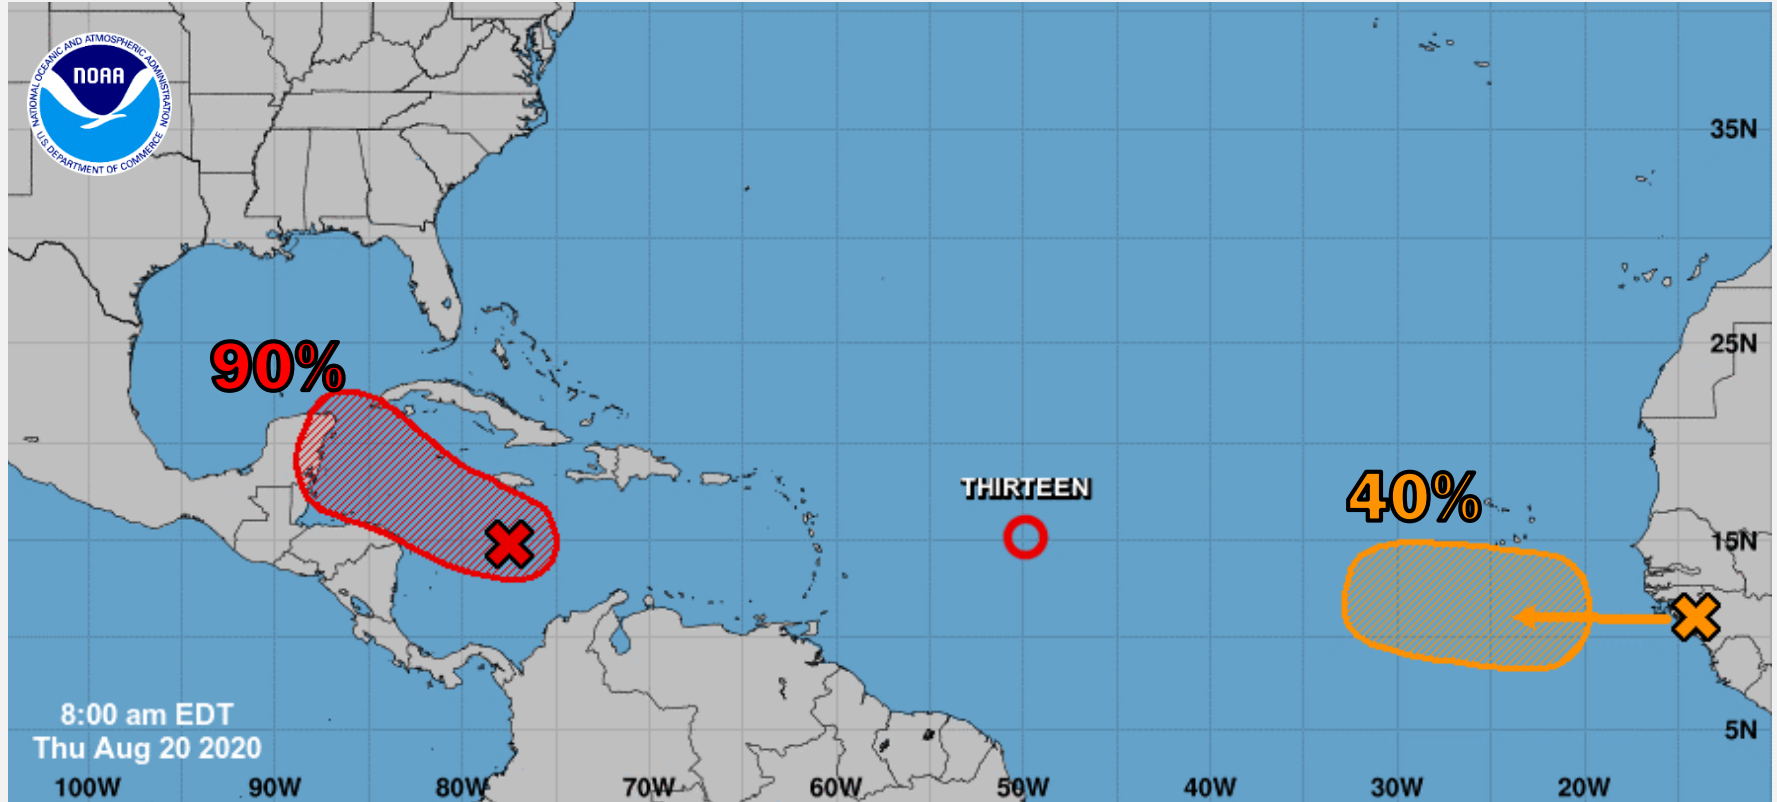 NATIONAL OCEANIC AND ATMOSPHERIC ADMINISTRATION
U.S. DEPARTMENT OF COMMERCE
NOAA
35N
25N
90%
THIRTEEN
40%
15N
8:00 am EDT
Thu Aug 20 2020
5N
100W 90W 80W 70W 60W 50W 40W 30W 20W